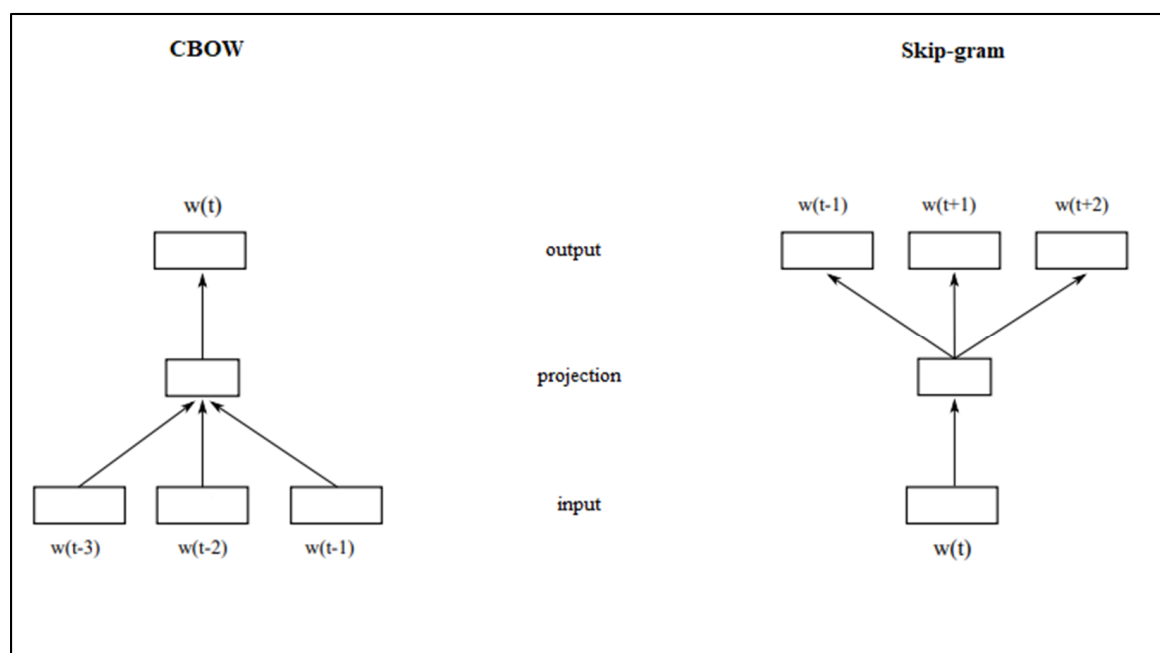 CBOW
Skip-gram
w(t)
w(t-1) w(t+1) w(t+2)
output
projection
input
w(t-3) w(t-2) w(t-1)
w(t)